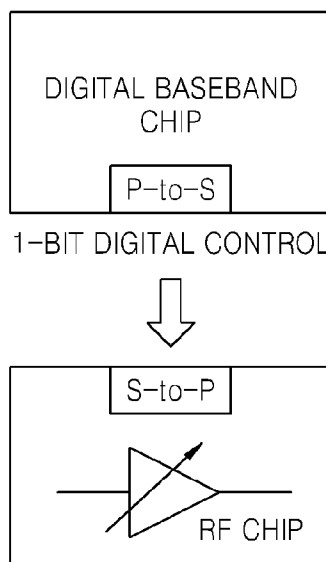 DIGITAL BASEBAND
CHIP
P-to-S
1-BIT DIGITAL CONTROL
S-to-P
RF CHIP